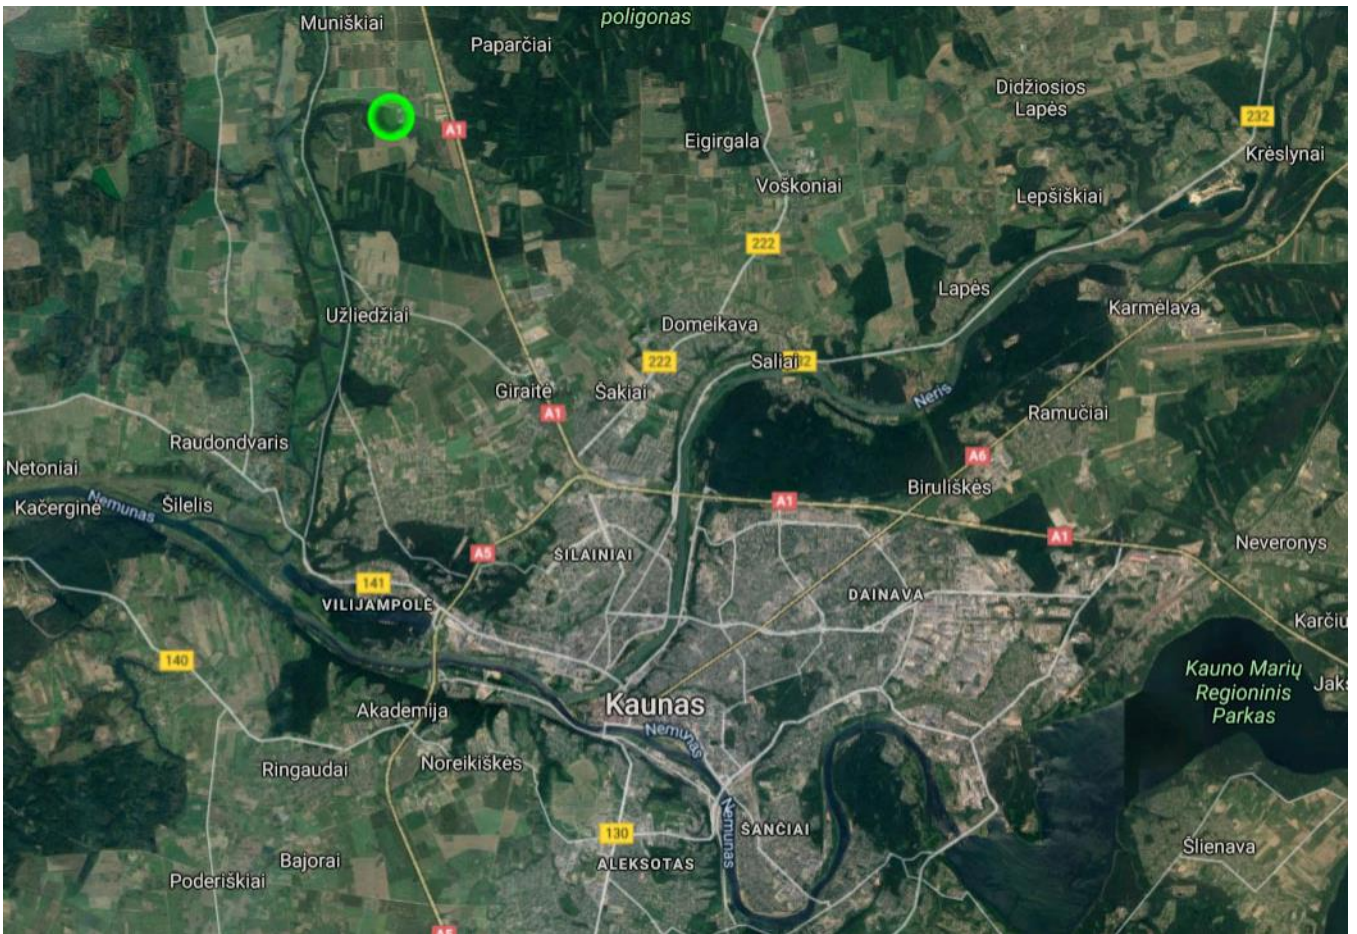 poligonas
Muniškiai
Paparčiai
Didžiosios
Lapės
232
A1
Eigirgala
Krėslynai
Voškoniai
Lepšiškiai
222
Lapės
Karmėlava
Užliedžiai
Domeikava
222
Saliai
Giraitė
Šakiai
Neris
A1
Ramučiai
Raudondvaris
A6
Netoniai
Biruliškės
Kačerginė
Nemunas
Šilelis
A1
A1
Neveronys
A5
ŠILAINIAI
141
VILIJAMPOLĖ
DAINAVA
Karčiu
140
Kauno Marių
Regioninis
Parkas
Jaks
Kaunas
Akademija
Nemunas
Ringaudai
Noreikiškės
Nemunas
130
ŠANČIAI
Šlienava
Bajorai
ALEKSOTAS
Poderiškiai
A5